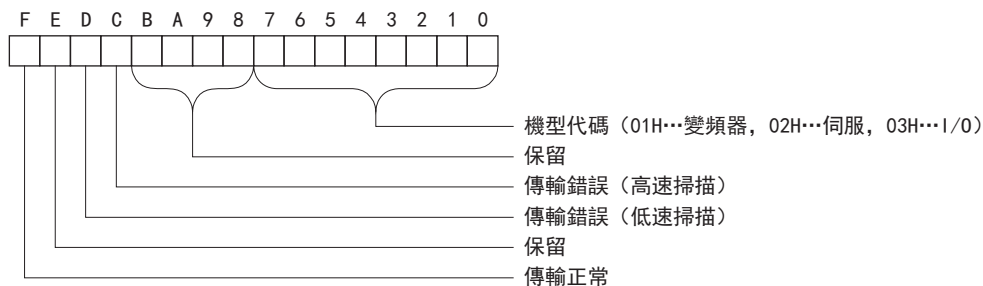 F E D C B A 9 8 7 6 5 4 3 2 1 0
機型代碼（01H…變頻器，02H…伺服，03H…I/O）
保留
傳輸錯誤（高速掃描）
傳輸錯誤（低速掃描）
保留
傳輸正常